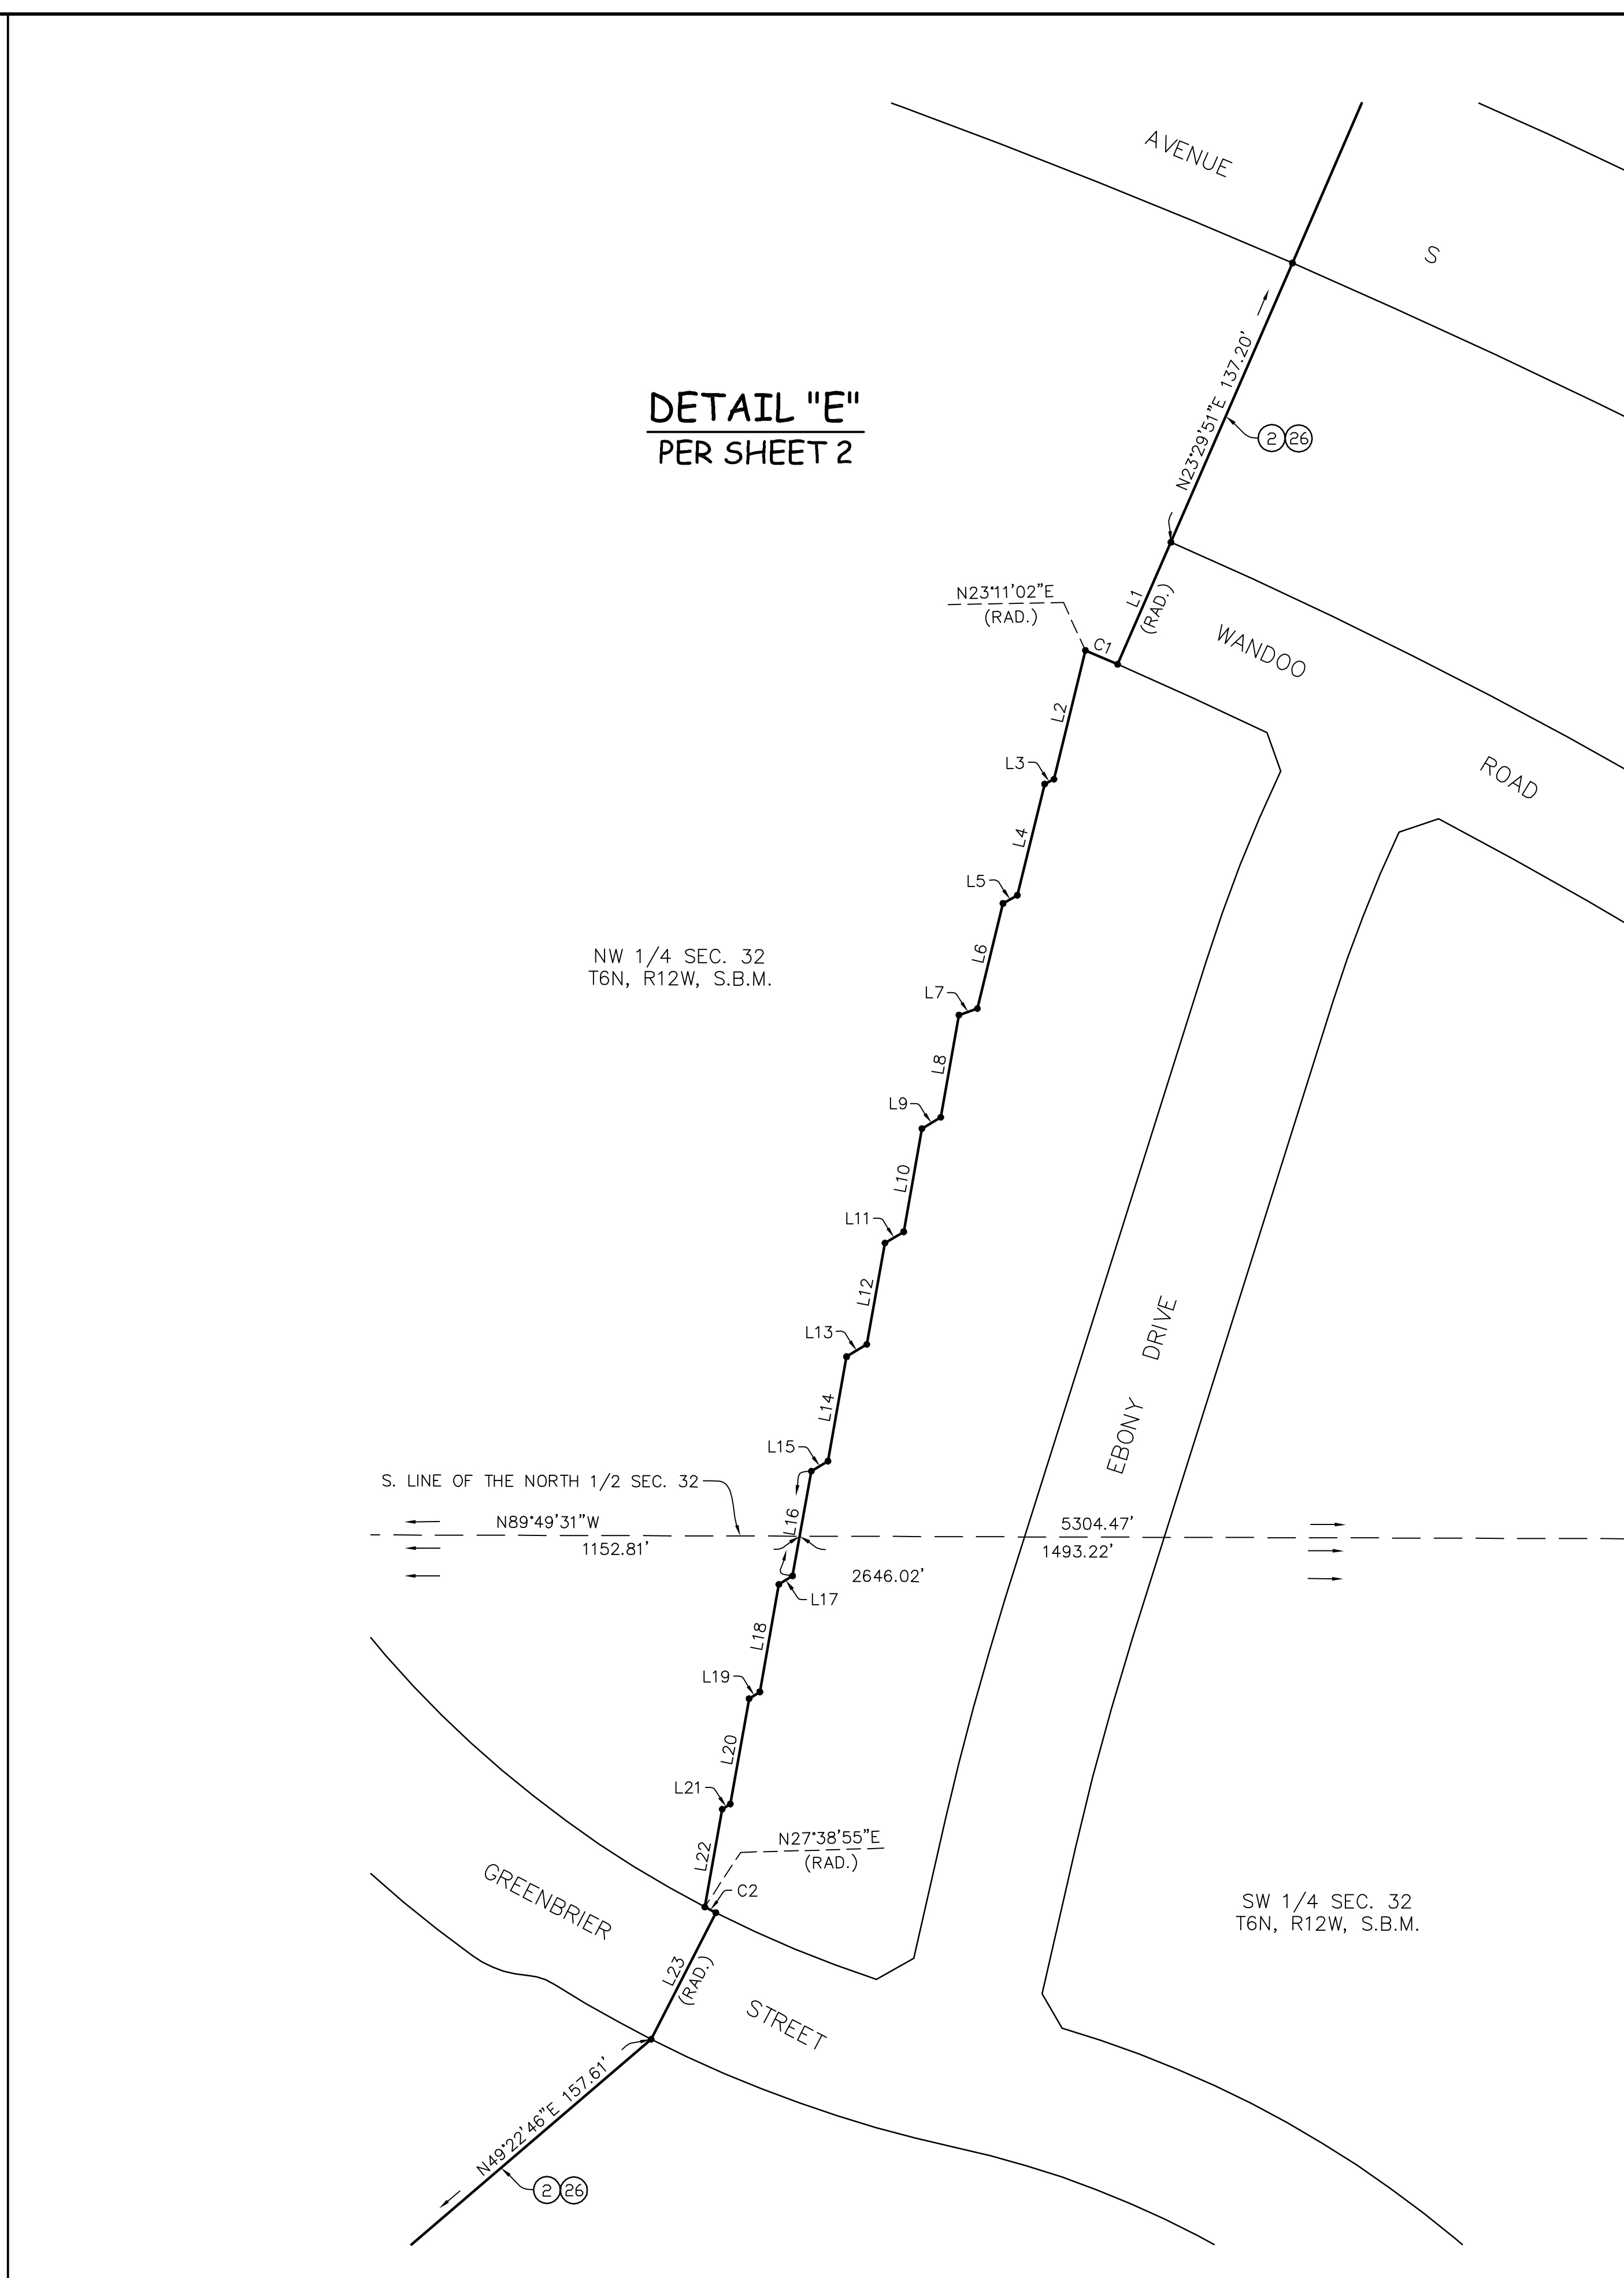 AVENUE
S
N23°29'51"E 137.20'
DETAIL "E"
PER SHEET 2
2 26
N23°11'02"E
(RAD.)
L1
(RAD.)
C1
WANDOO
L2
L3
ROAD
L4
L5
L6
NW 1/4 SEC. 32
T6N, R12W, S.B.M.
L7
L8
L9
L10
L11
L12
L13
EBONY DRIVE
L14
L15
S. LINE OF THE NORTH 1/2 SEC. 32
L16
N89°49'31"W
5304.47'
1152.81'
1493.22'
2646.02'
L17
L18
L19
L20
L21
N27°38'55"E
(RAD.)
L22
C2
GREENBRIER
SW 1/4 SEC. 32
T6N, R12W, S.B.M.
L23
(RAD.)
STREET
N49°22'46"E 157.61'
2 26